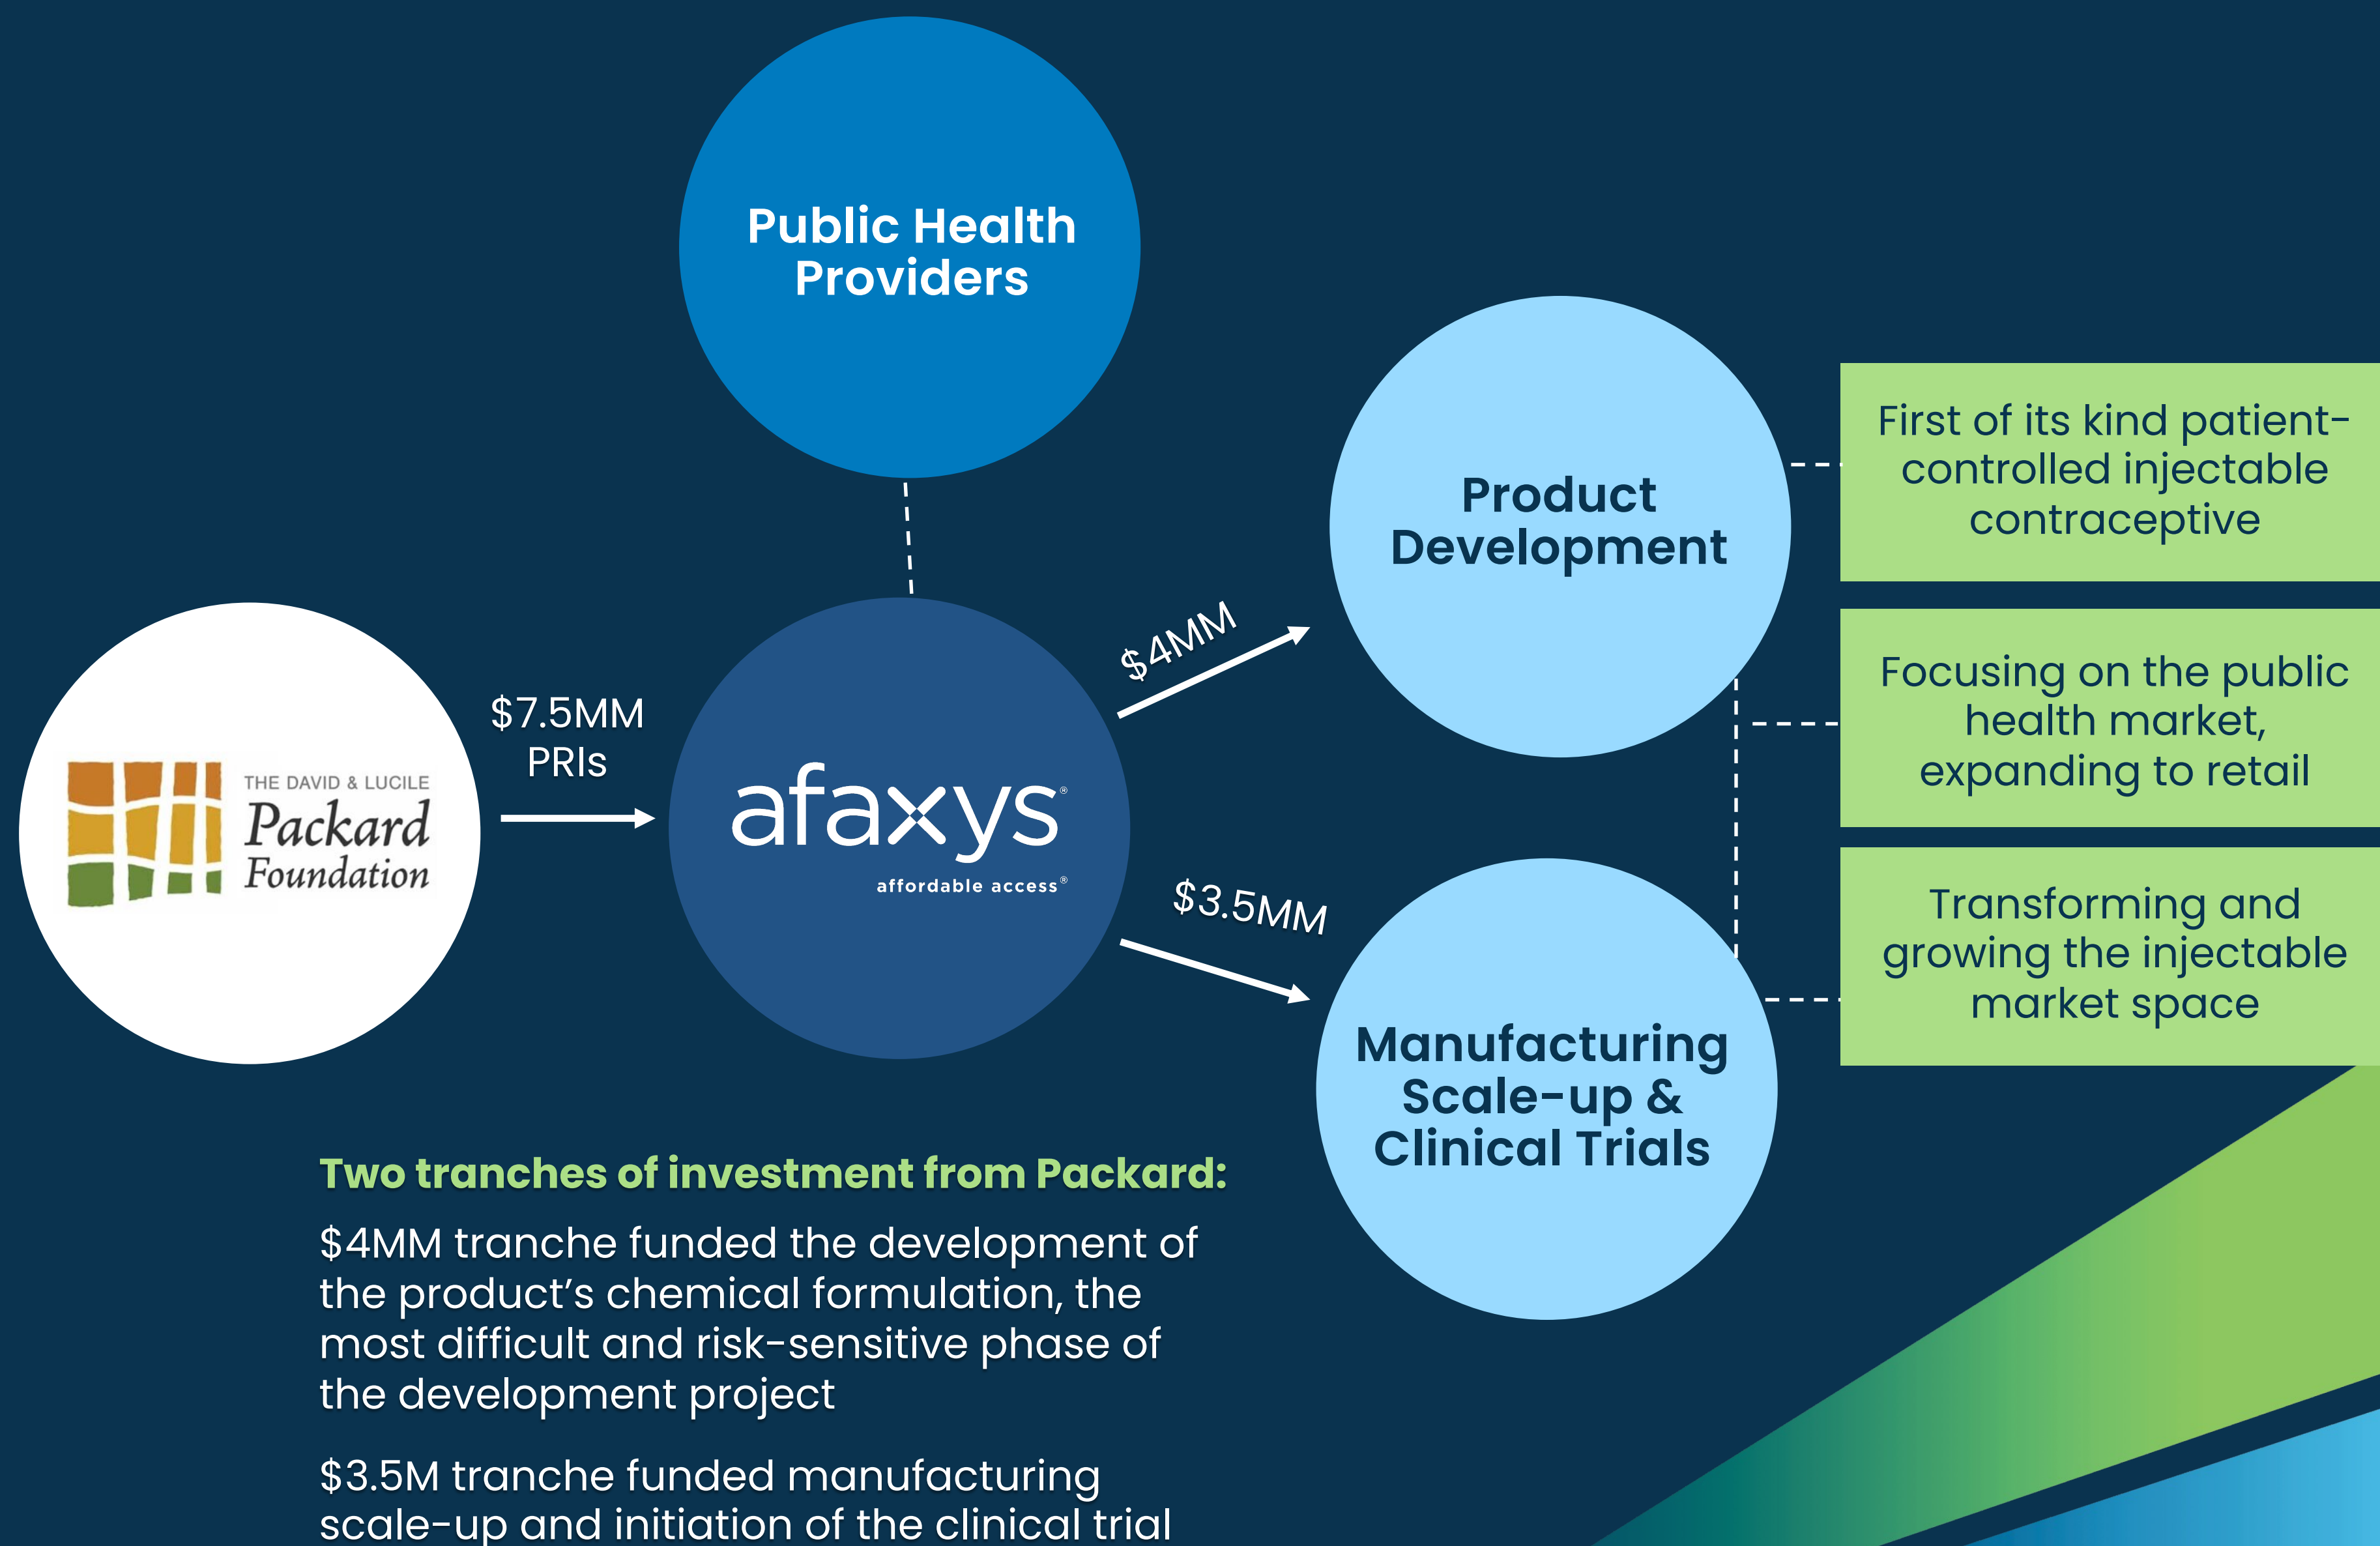 Public Health
Providers
Product
Development
First of its kind patient-
controlled injectable
contraceptive
$4MM
Focusing on the public
health market,
expanding to retail
$7.5MM
PRIs
THE DAVID & LUCILE
Packard
Foundation
afaxys®
affordable access®
$3.5MM
Transforming and
growing the injectable
market space
Manufacturing
Scale-up &
Clinical Trials
Two tranches of investment from Packard:
$4MM tranche funded the development of
the product’s chemical formulation, the
most difficult and risk-sensitive phase of
the development project
$3.5M tranche funded manufacturing
scale-up and initiation of the clinical trial